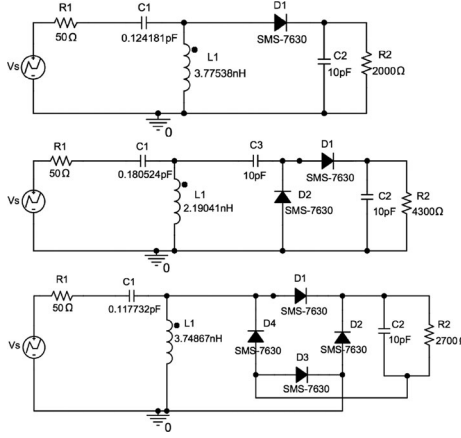 R1
50Ω
C1
0.124181pF
D1
SMS-7630
L1
3.77538nH
C2
10pF
R2
2000Ω
Vs
0
R1
50Ω
C1
0.180524pF
C3
10pF
D1
SMS-7630
L1
2.19041nH
D2
SMS-7630
C2
10pF
R2
4300Ω
Vs
0
R1
50Ω
C1
0.117732pF
D1
SMS-7630
L1
3.74867nH
D4
SMS-7630
D2
SMS-7630
C2
10pF
R2
2700Ω
D3
SMS-7630
Vs
0